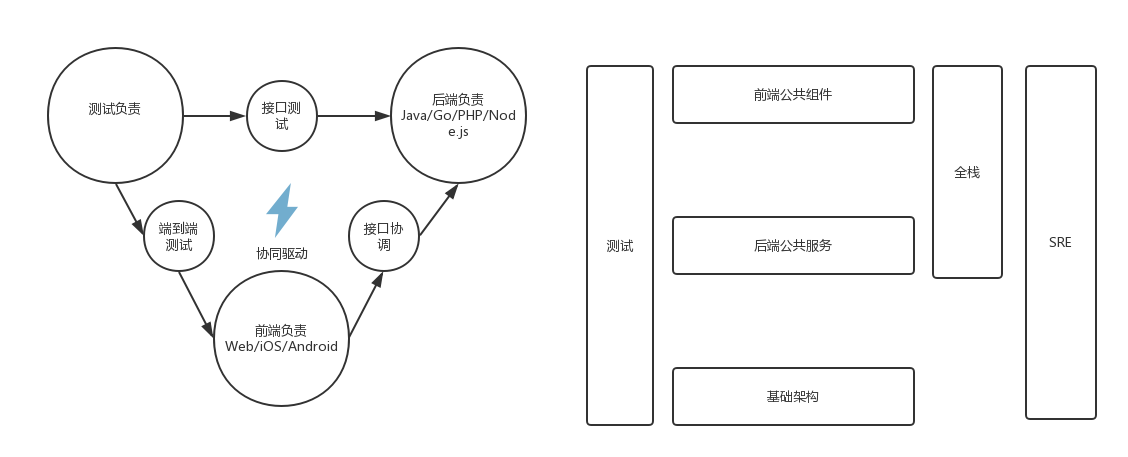 测试负责
接口测
试
后端负责
Java/Go/PHP/Nod
e.js
端到端
测试
接口协
调
协同驱动
前端负责
Web/iOS/Android
测试
前端公共组件
后端公共服务
基础架构
全栈
SRE